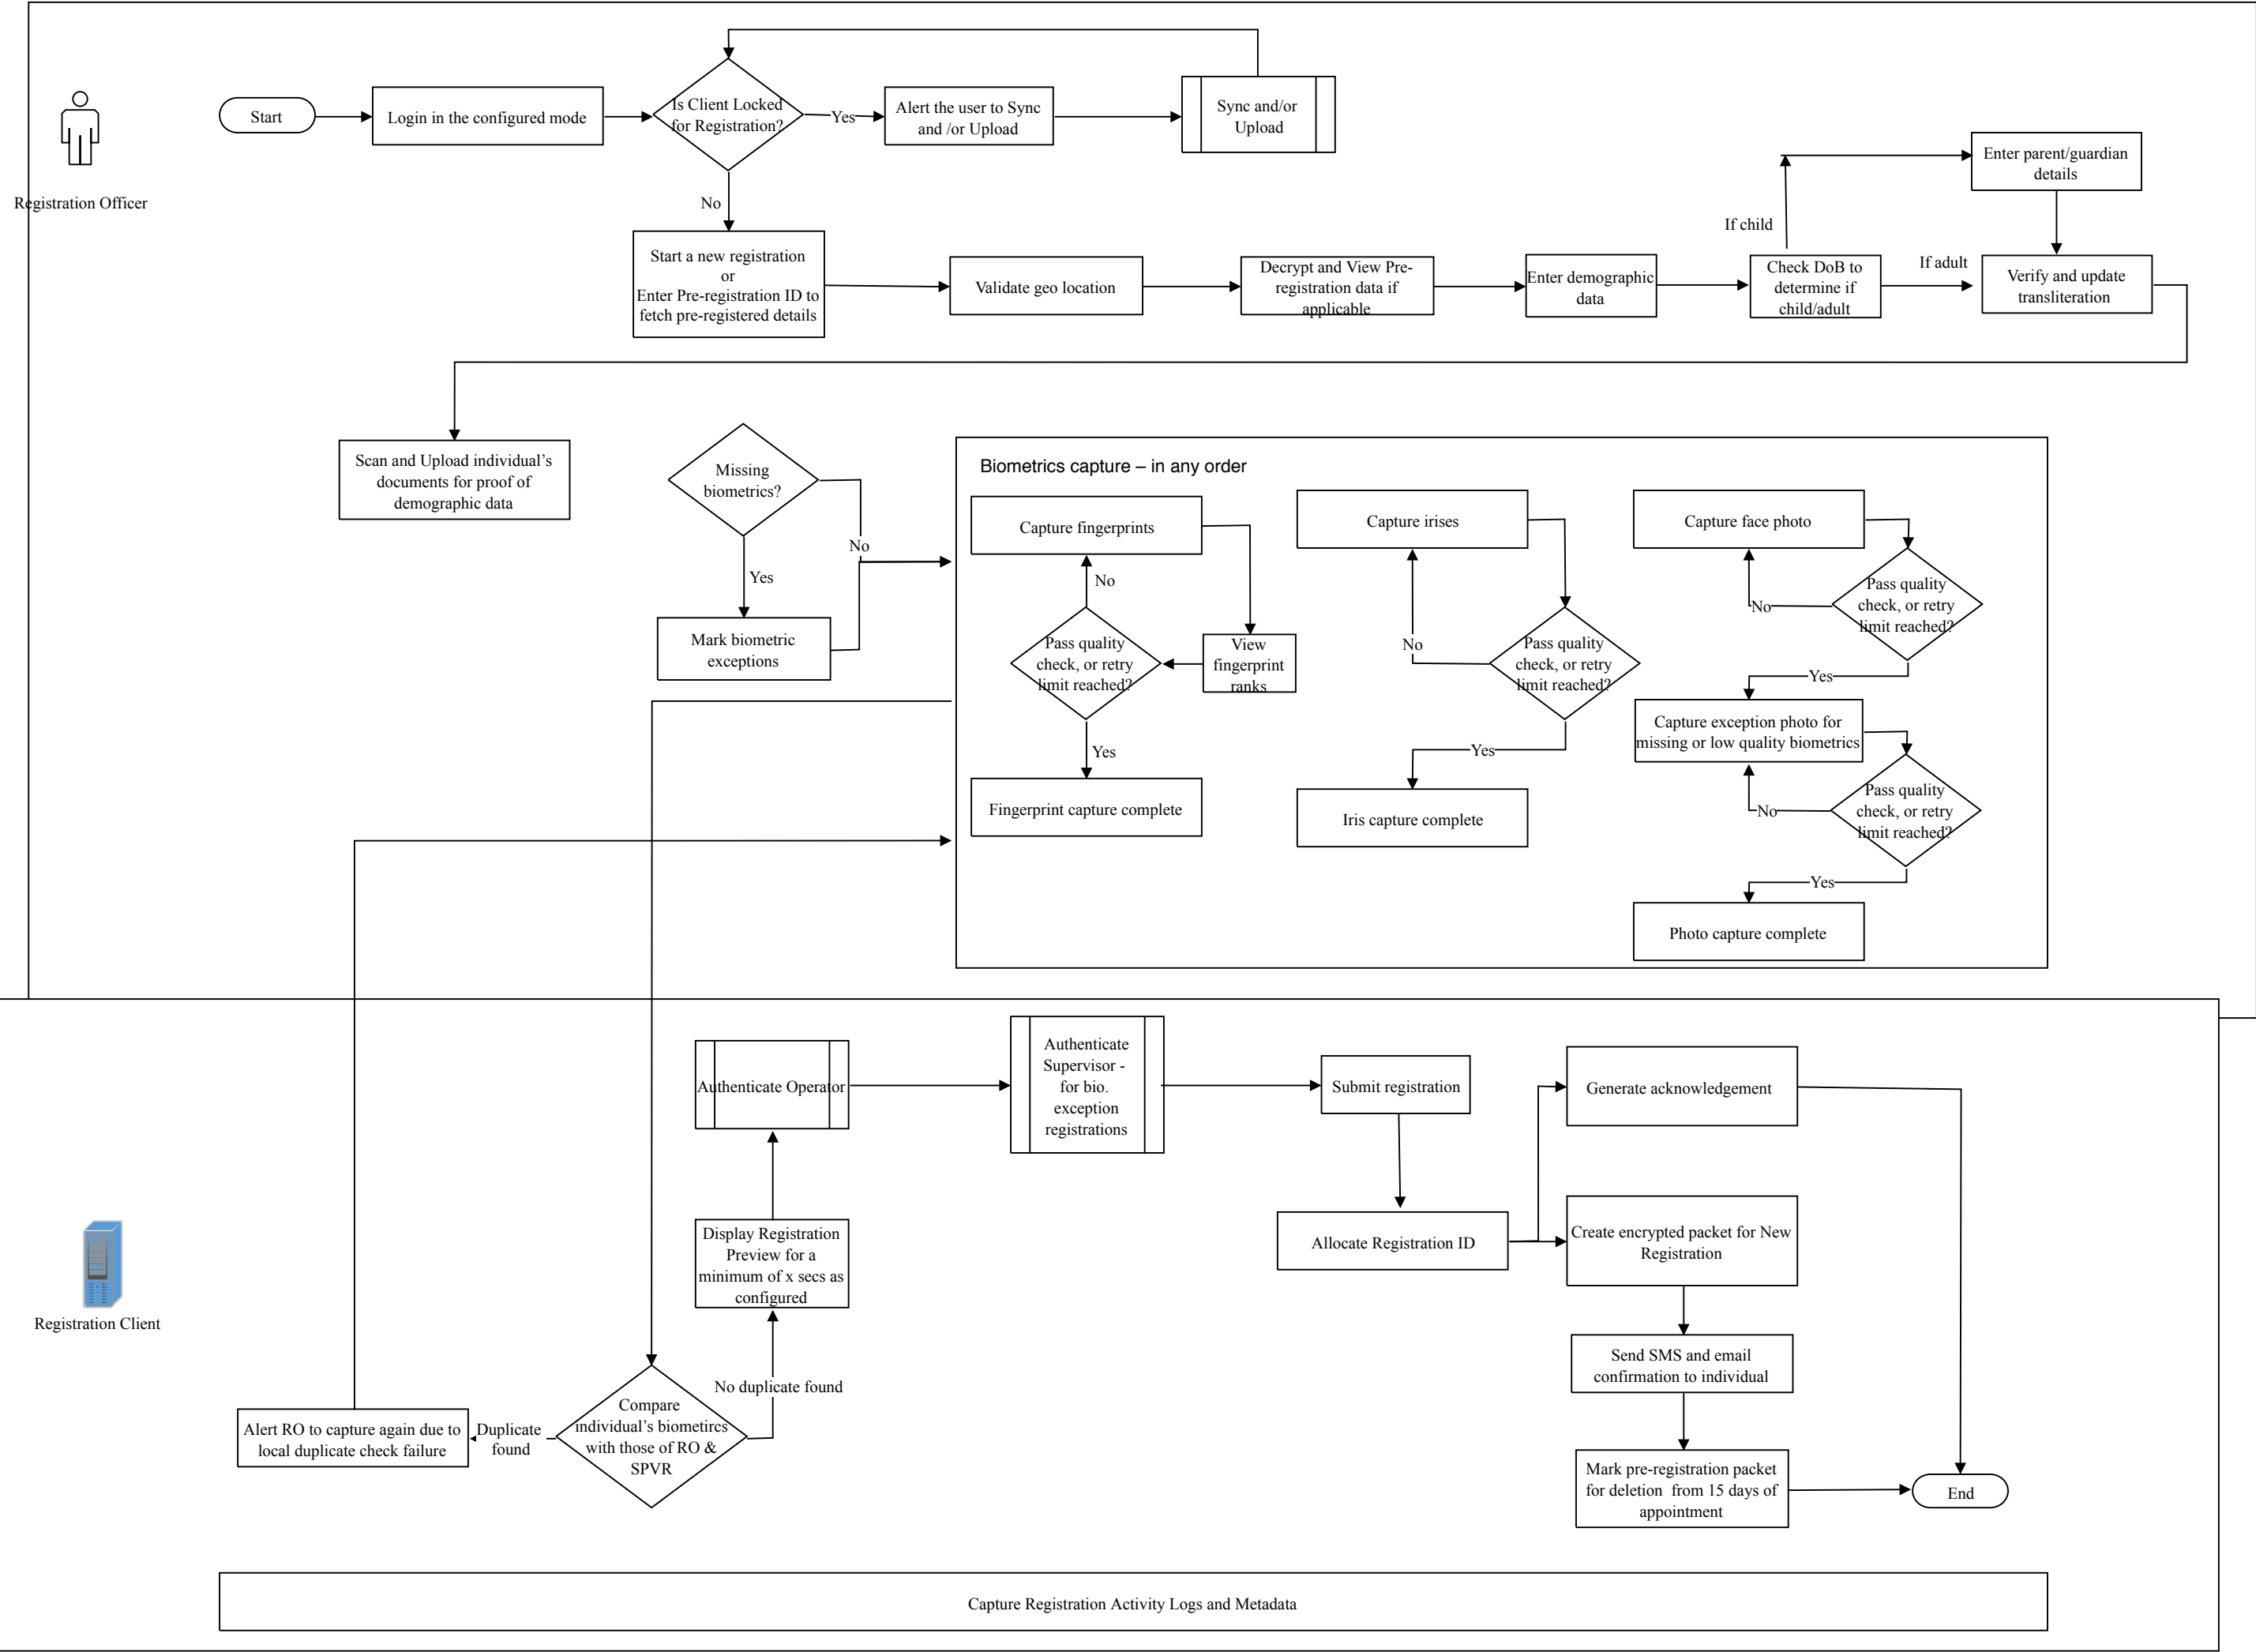 Start
Login in the configured mode
Is Client Locked
for Registration?
Yes
Alert the user to Sync
and /or Upload
Sync and/or
Upload
Registration Officer
No
Start a new registration
or
Enter Pre-registration ID to
fetch pre-registered details
Validate geo location
Decrypt and View Pre-
registration data if
applicable
Enter demographic
data
Check DoB to
determine if
child/adult
If child
If adult
Enter parent/guardian
details
Verify and update
transliteration
Scan and Upload individual’s
documents for proof of
demographic data
Missing
biometrics?
No
Yes
Mark biometric
exceptions
Biometrics capture – in any order
Capture fingerprints
No
Pass quality
check, or retry
limit reached?
View
fingerprint
ranks
Yes
Fingerprint capture complete
Capture irises
No
Pass quality
check, or retry
limit reached?
Yes
Iris capture complete
Capture face photo
Pass quality
check, or retry
limit reached?
No
Yes
Capture exception photo for
missing or low quality biometrics
Pass quality
check, or retry
limit reached?
No
Yes
Photo capture complete
Authenticate Operator
Authenticate
Supervisor -
for bio.
exception
registrations
Submit registration
Generate acknowledgement
Allocate Registration ID
Create encrypted packet for New
Registration
Display Registration
Preview for a
minimum of x secs as
configured
Registration Client
Send SMS and email
confirmation to individual
No duplicate found
Alert RO to capture again due to
local duplicate check failure
Duplicate
found
Compare
individual’s biometircs
with those of RO &
SPVR
Mark pre-registration packet
for deletion  from 15 days of
appointment
End
Capture Registration Activity Logs and Metadata